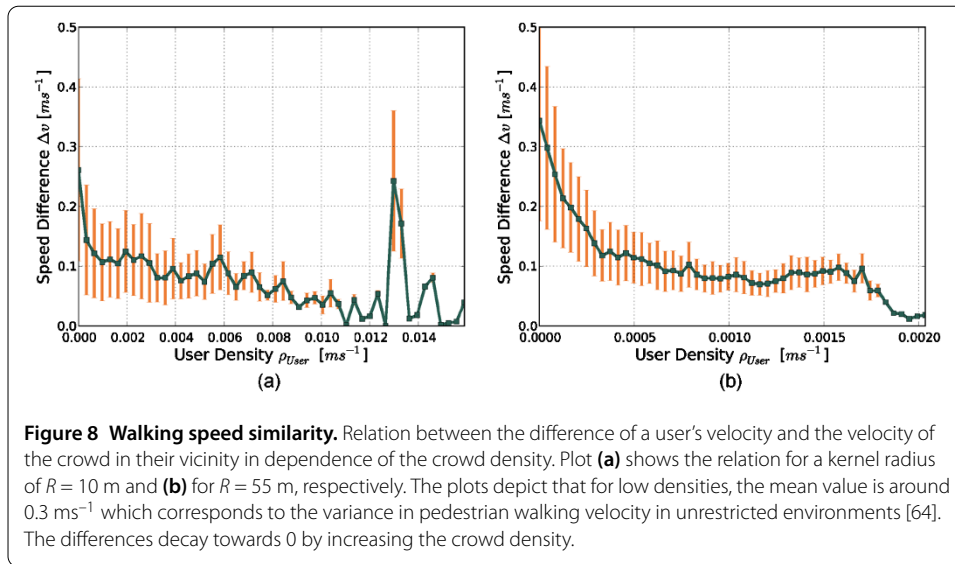 0.5
0.4
0.3
0.2
0.1
0.0
Speed Difference Δv [ms⁻¹]
0.000 0.002 0.004 0.006 0.008 0.010 0.012 0.014
User Density ρ_User [ms⁻¹]
(a)
0.5
0.4
0.3
0.2
0.1
0.0
Speed Difference Δv [ms⁻¹]
0.0000 0.0005 0.0010 0.0015 0.0020
User Density ρ_User [ms⁻¹]
(b)
Figure 8 Walking speed similarity. Relation between the difference of a user's velocity and the velocity of
the crowd in their vicinity in dependence of the crowd density. Plot (a) shows the relation for a kernel radius
of R = 10 m and (b) for R = 55 m, respectively. The plots depict that for low densities, the mean value is around
0.3 ms⁻¹ which corresponds to the variance in pedestrian walking velocity in unrestricted environments [64].
The differences decay towards 0 by increasing the crowd density.